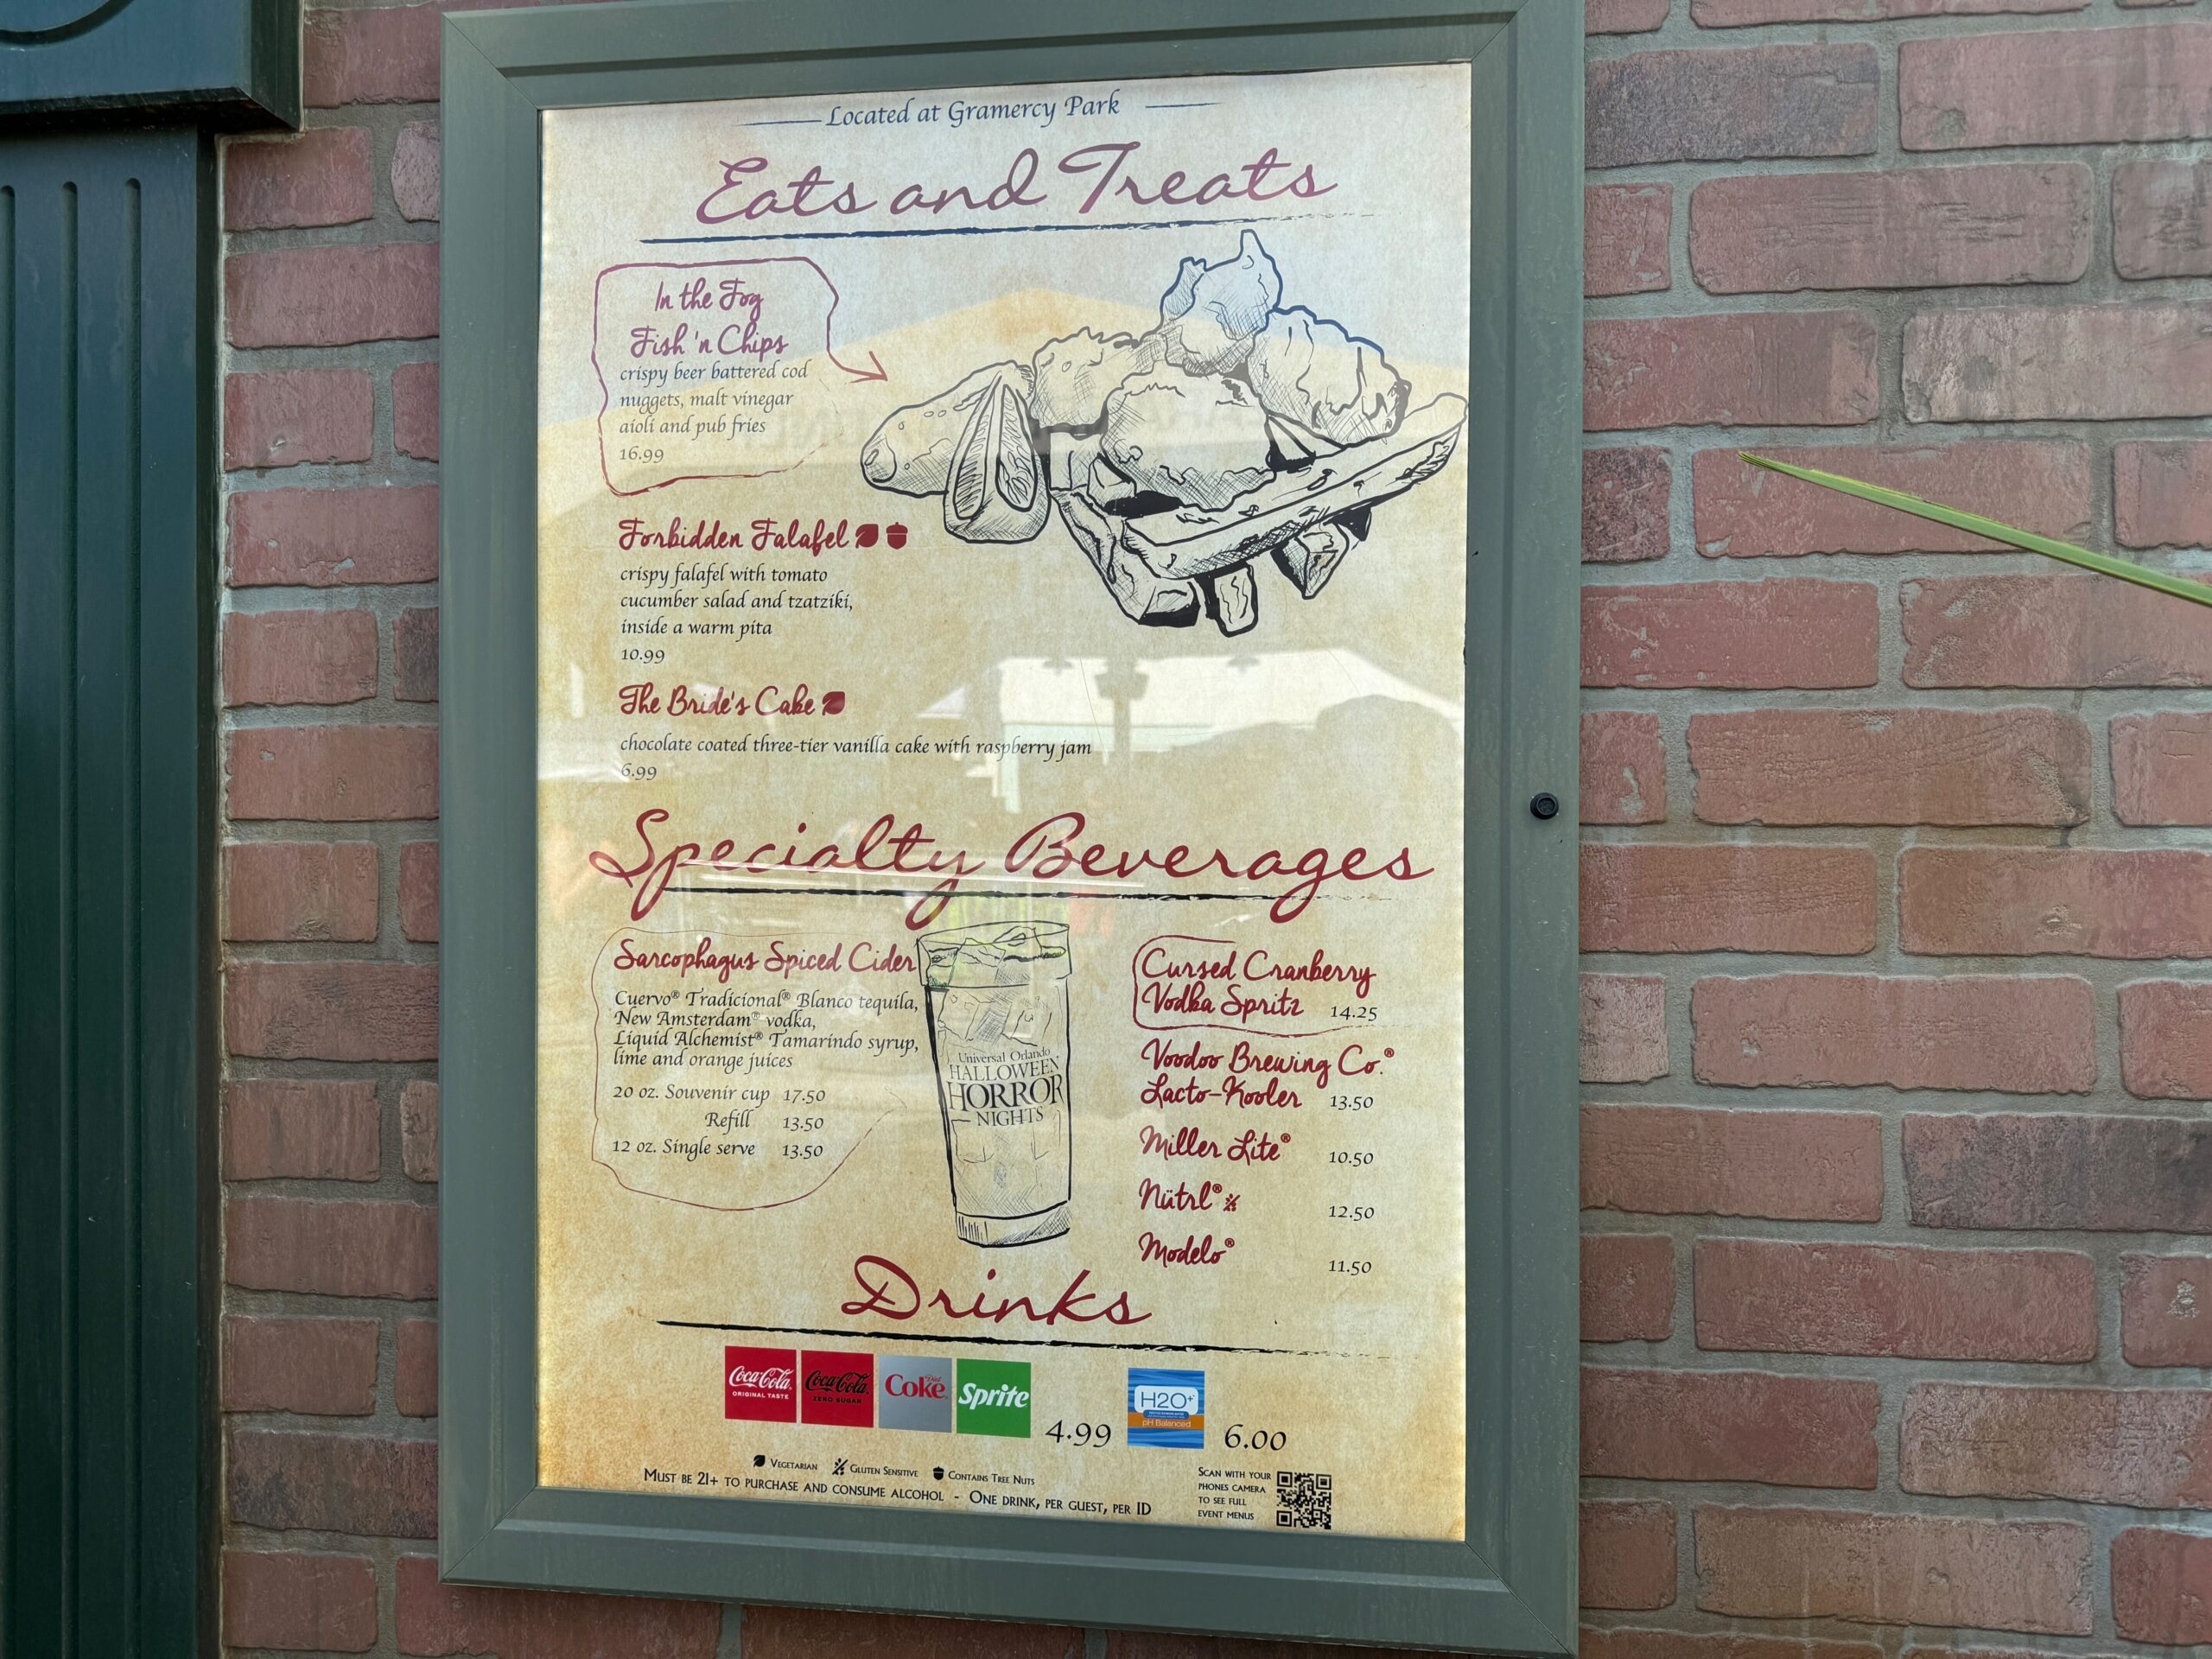 Located at Gramercy Park
Eats and Treats
In the Fog
Fish 'n Chips
crispy beer battered cod
nuggets, malt vinegar
aioli and pub fries
16.99
Forbidden Falafel
crispy falafel with tomato
cucumber salad and tzatziki,
inside a warm pita
10.99
The Bride's Cake
chocolate coated three-tier vanilla cake with raspberry jam
6.99
Specialty Beverages
Sarcophagus Spiced Cider
Cuervo® Tradicional® Blanco tequila,
New Amsterdam® vodka,
Liquid Alchemist® Tamarindo syrup,
lime and orange juices
20 oz. Souvenir cup 17.50
Refill 13.50
12 oz. Single serve 13.50
Universal Orlando
HALLOWEEN
HORROR
NIGHTS
Cursed Cranberry
Vodka Spritz 14.25
Voodoo Brewing Co.®
Lacto-Kooler 13.50
Miller Lite® 10.50
Nütrl® 12.50
Modelo® 11.50
Drinks
Coca-Cola
ORIGINAL TASTE
Coca-Cola
ZERO SUGAR
Diet
Coke
Sprite
4.99
H2O+
pH Balanced
6.00
VEGETARIAN GLUTEN SENSITIVE CONTAINS TREE NUTS
MUST BE 21+ TO PURCHASE AND CONSUME ALCOHOL - ONE DRINK, PER GUEST, PER ID
SCAN WITH YOUR
PHONES CAMERA
TO SEE FULL
EVENT MENUS